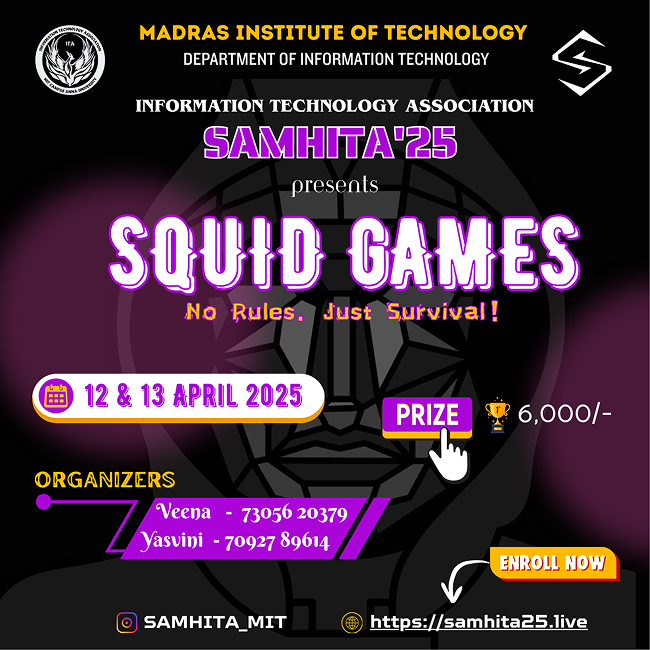 MADRAS INSTITUTE OF TECHNOLOGY
DEPARTMENT OF INFORMATION TECHNOLOGY
ITA
INFORMATION TECHNOLOGY ASSOCIATION
SAMHITA'25
presents
SQUID GAMES
No Rules. Just Survival!
12 & 13 APRIL 2025
PRIZE
1st
6,000/-
ORGANIZERS
Veena - 73056 20379
Yasvini - 70927 89614
ENROLL NOW
SAMHITA_MIT
https://samhita25.live